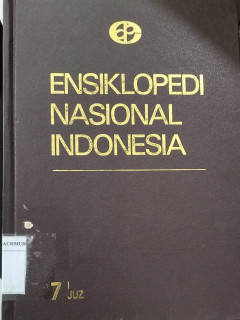 ENSIKLOPEDI
NASIONAL
INDONESIA
7 I
JUZ